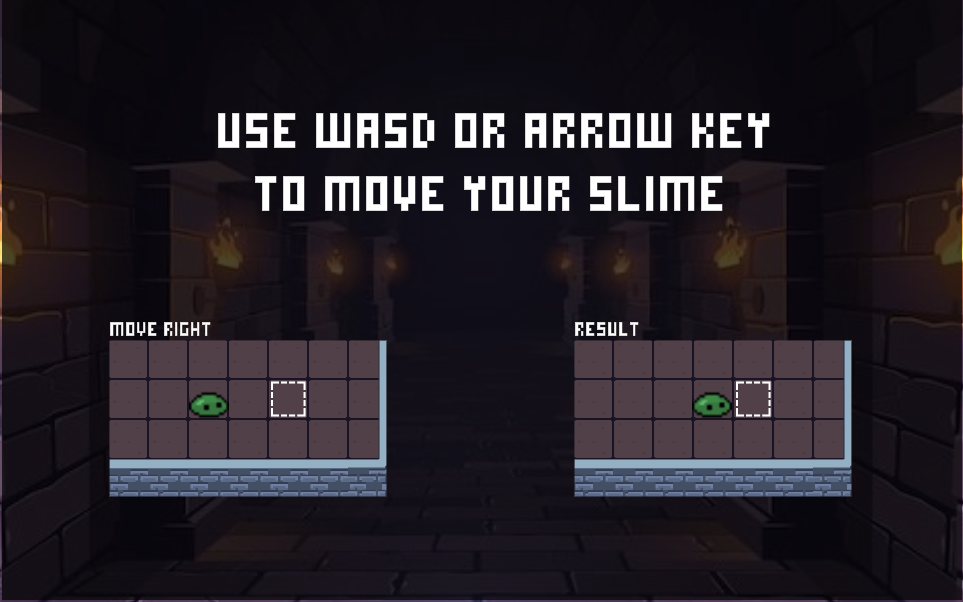 USE WASD OR ARROW KEY
TO MOVE YOUR SLIME
MOVE RIGHT
RESULT